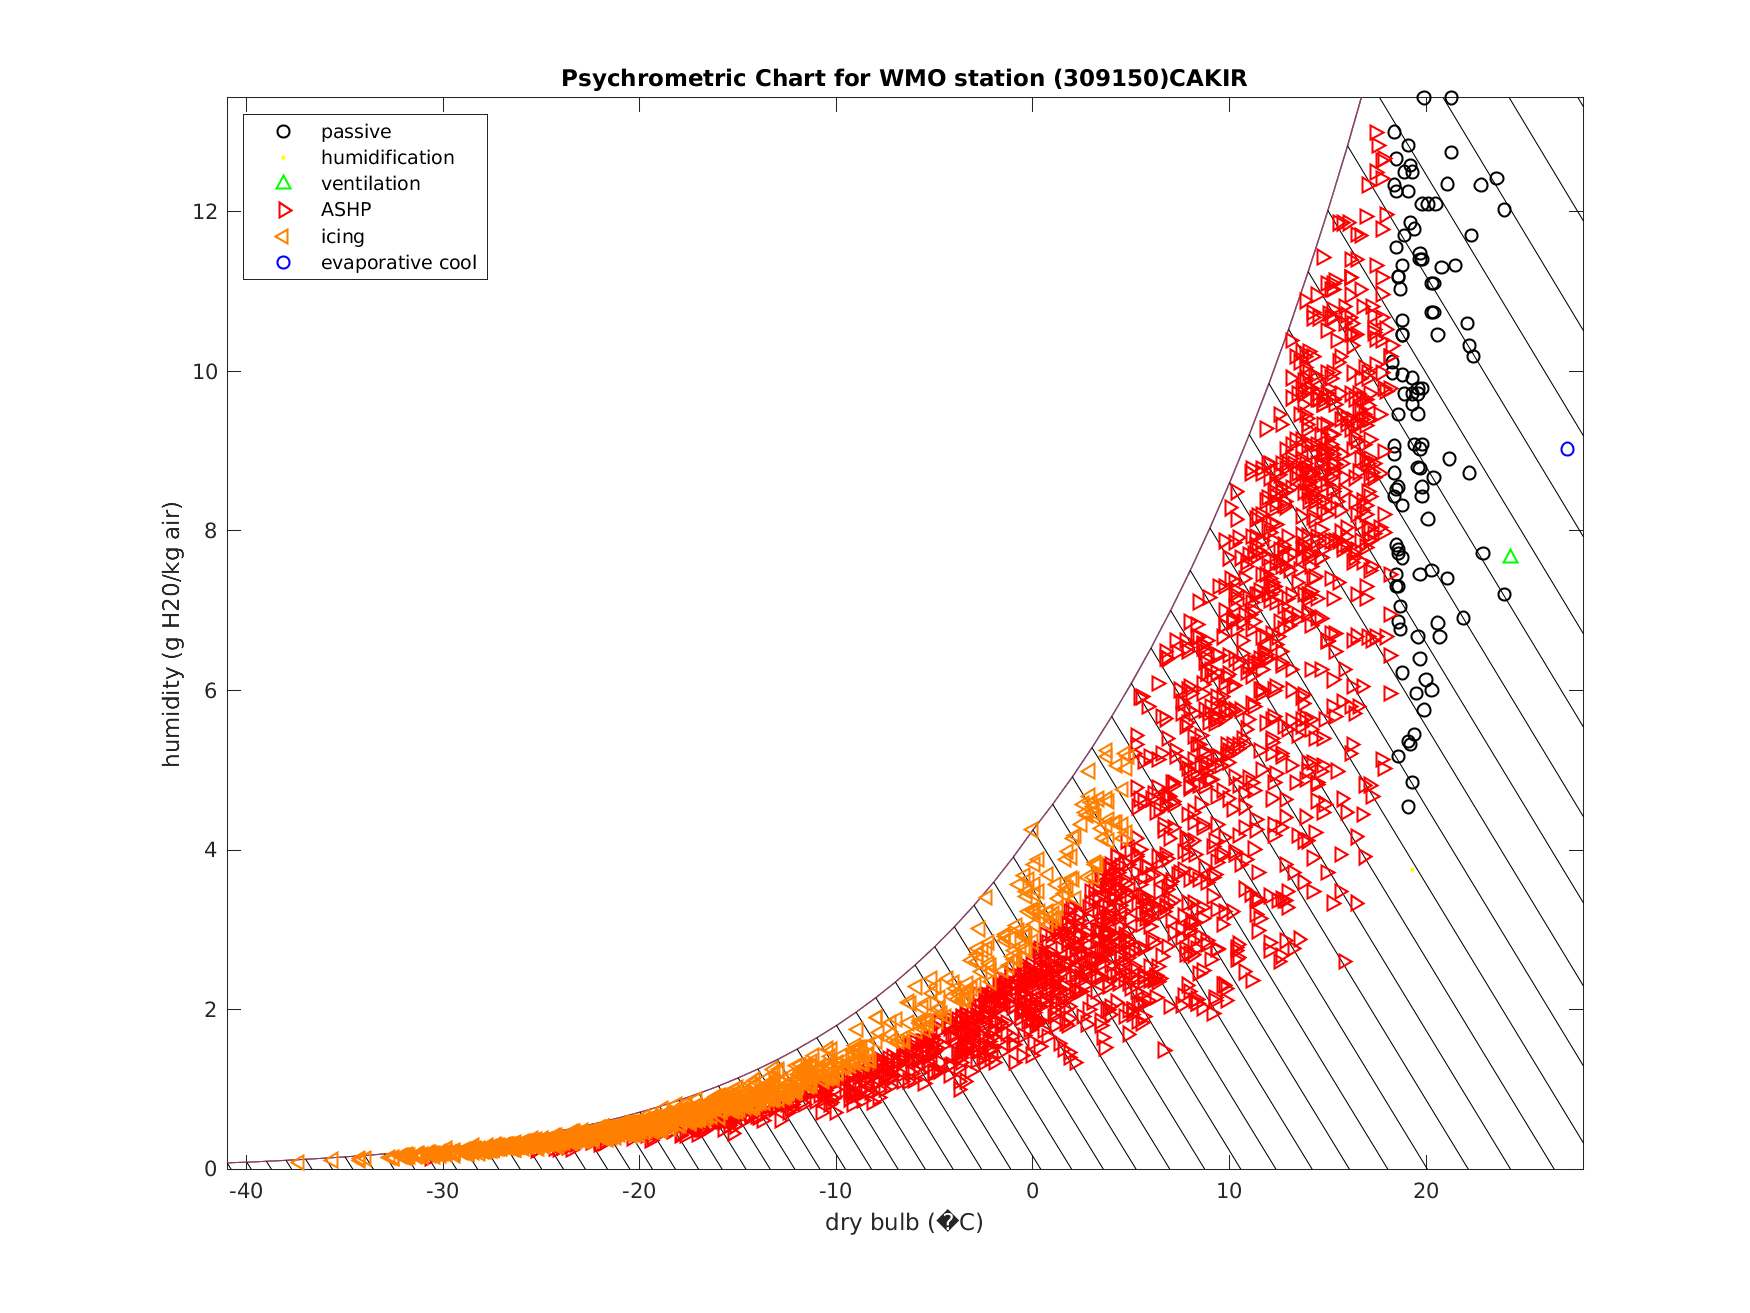 Psychrometric Chart for WMO station (309150)CAKIR
passive
humidification
ventilation
ASHP
icing
evaporative cool
humidity (g H20/kg air)
12
10
8
6
4
2
0
-40 -30 -20 -10 0 10 20
dry bulb (�C)